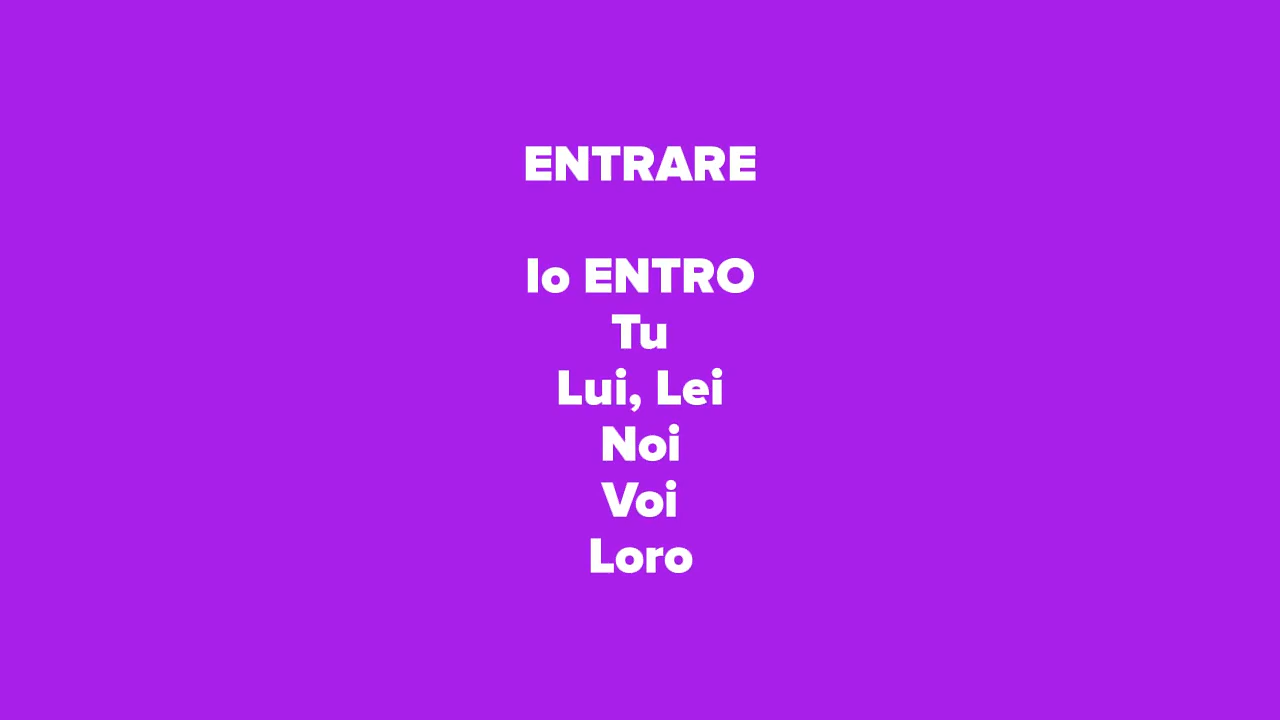 ENTRARE
Io ENTRO
Tu
Lui, Lei
Noi
Voi
Loro